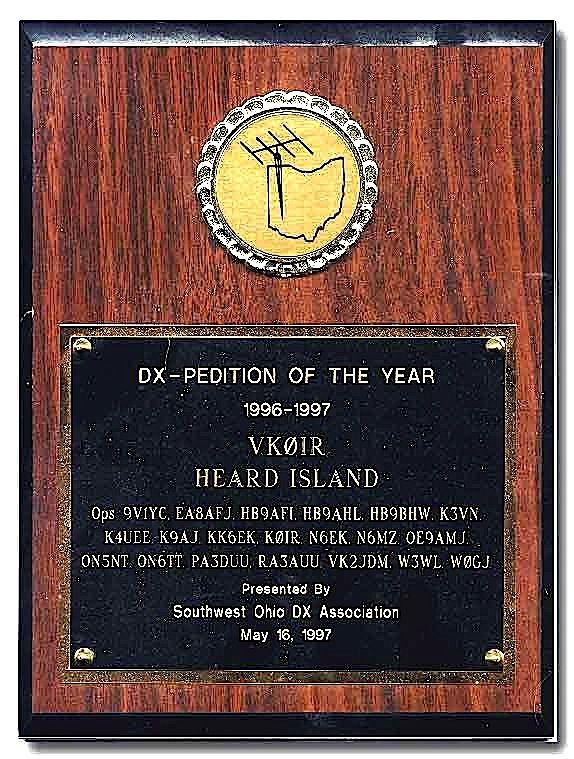 DX-PEDITION OF THE YEAR
1996-1997
VKØIR
HEARD ISLAND
Ops 9V1YC, EA8AFJ, HB9AFI, HB9AHL, HB9BHW, K3VN,
K4UEE, K9AJ, KK6EK, KØIR, N6EK, N6MZ, OE9AMJ,
ON5NT, ON6TT, PA3DUU, RA3AUU, VK2JDM, W3WL, WØGJ
Presented By
Southwest Ohio DX Association
May 16, 1997